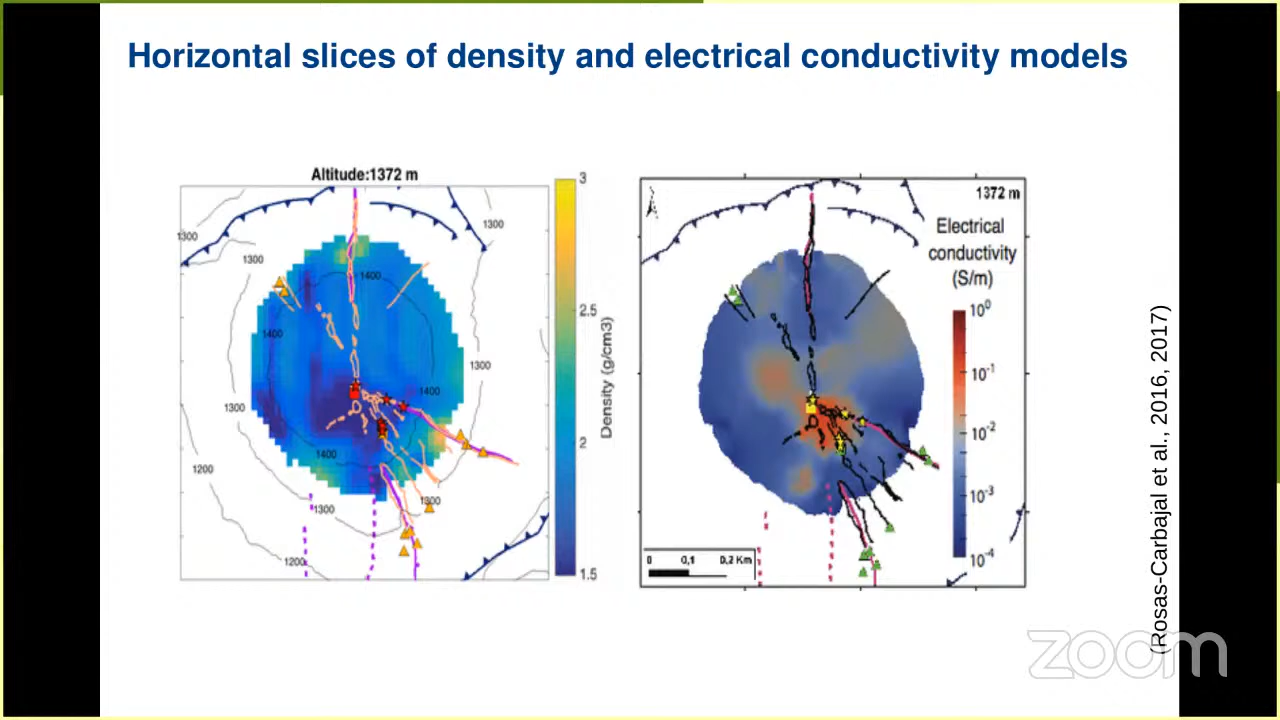 Horizontal slices of density and electrical conductivity models
Altitude:1372 m
1300
1300
1300
1400
1400
1400
1300
1300
1400
1200
1300
1300
1200
3
2.5
2
1.5
Density (g/cm3)
1372 m
Electrical
conductivity
(S/m)
10⁰
10⁻¹
10⁻²
10⁻³
10⁻⁴
0 0,1 0,2 Km
(Rosas-Carbajal et al., 2016, 2017)
zoom